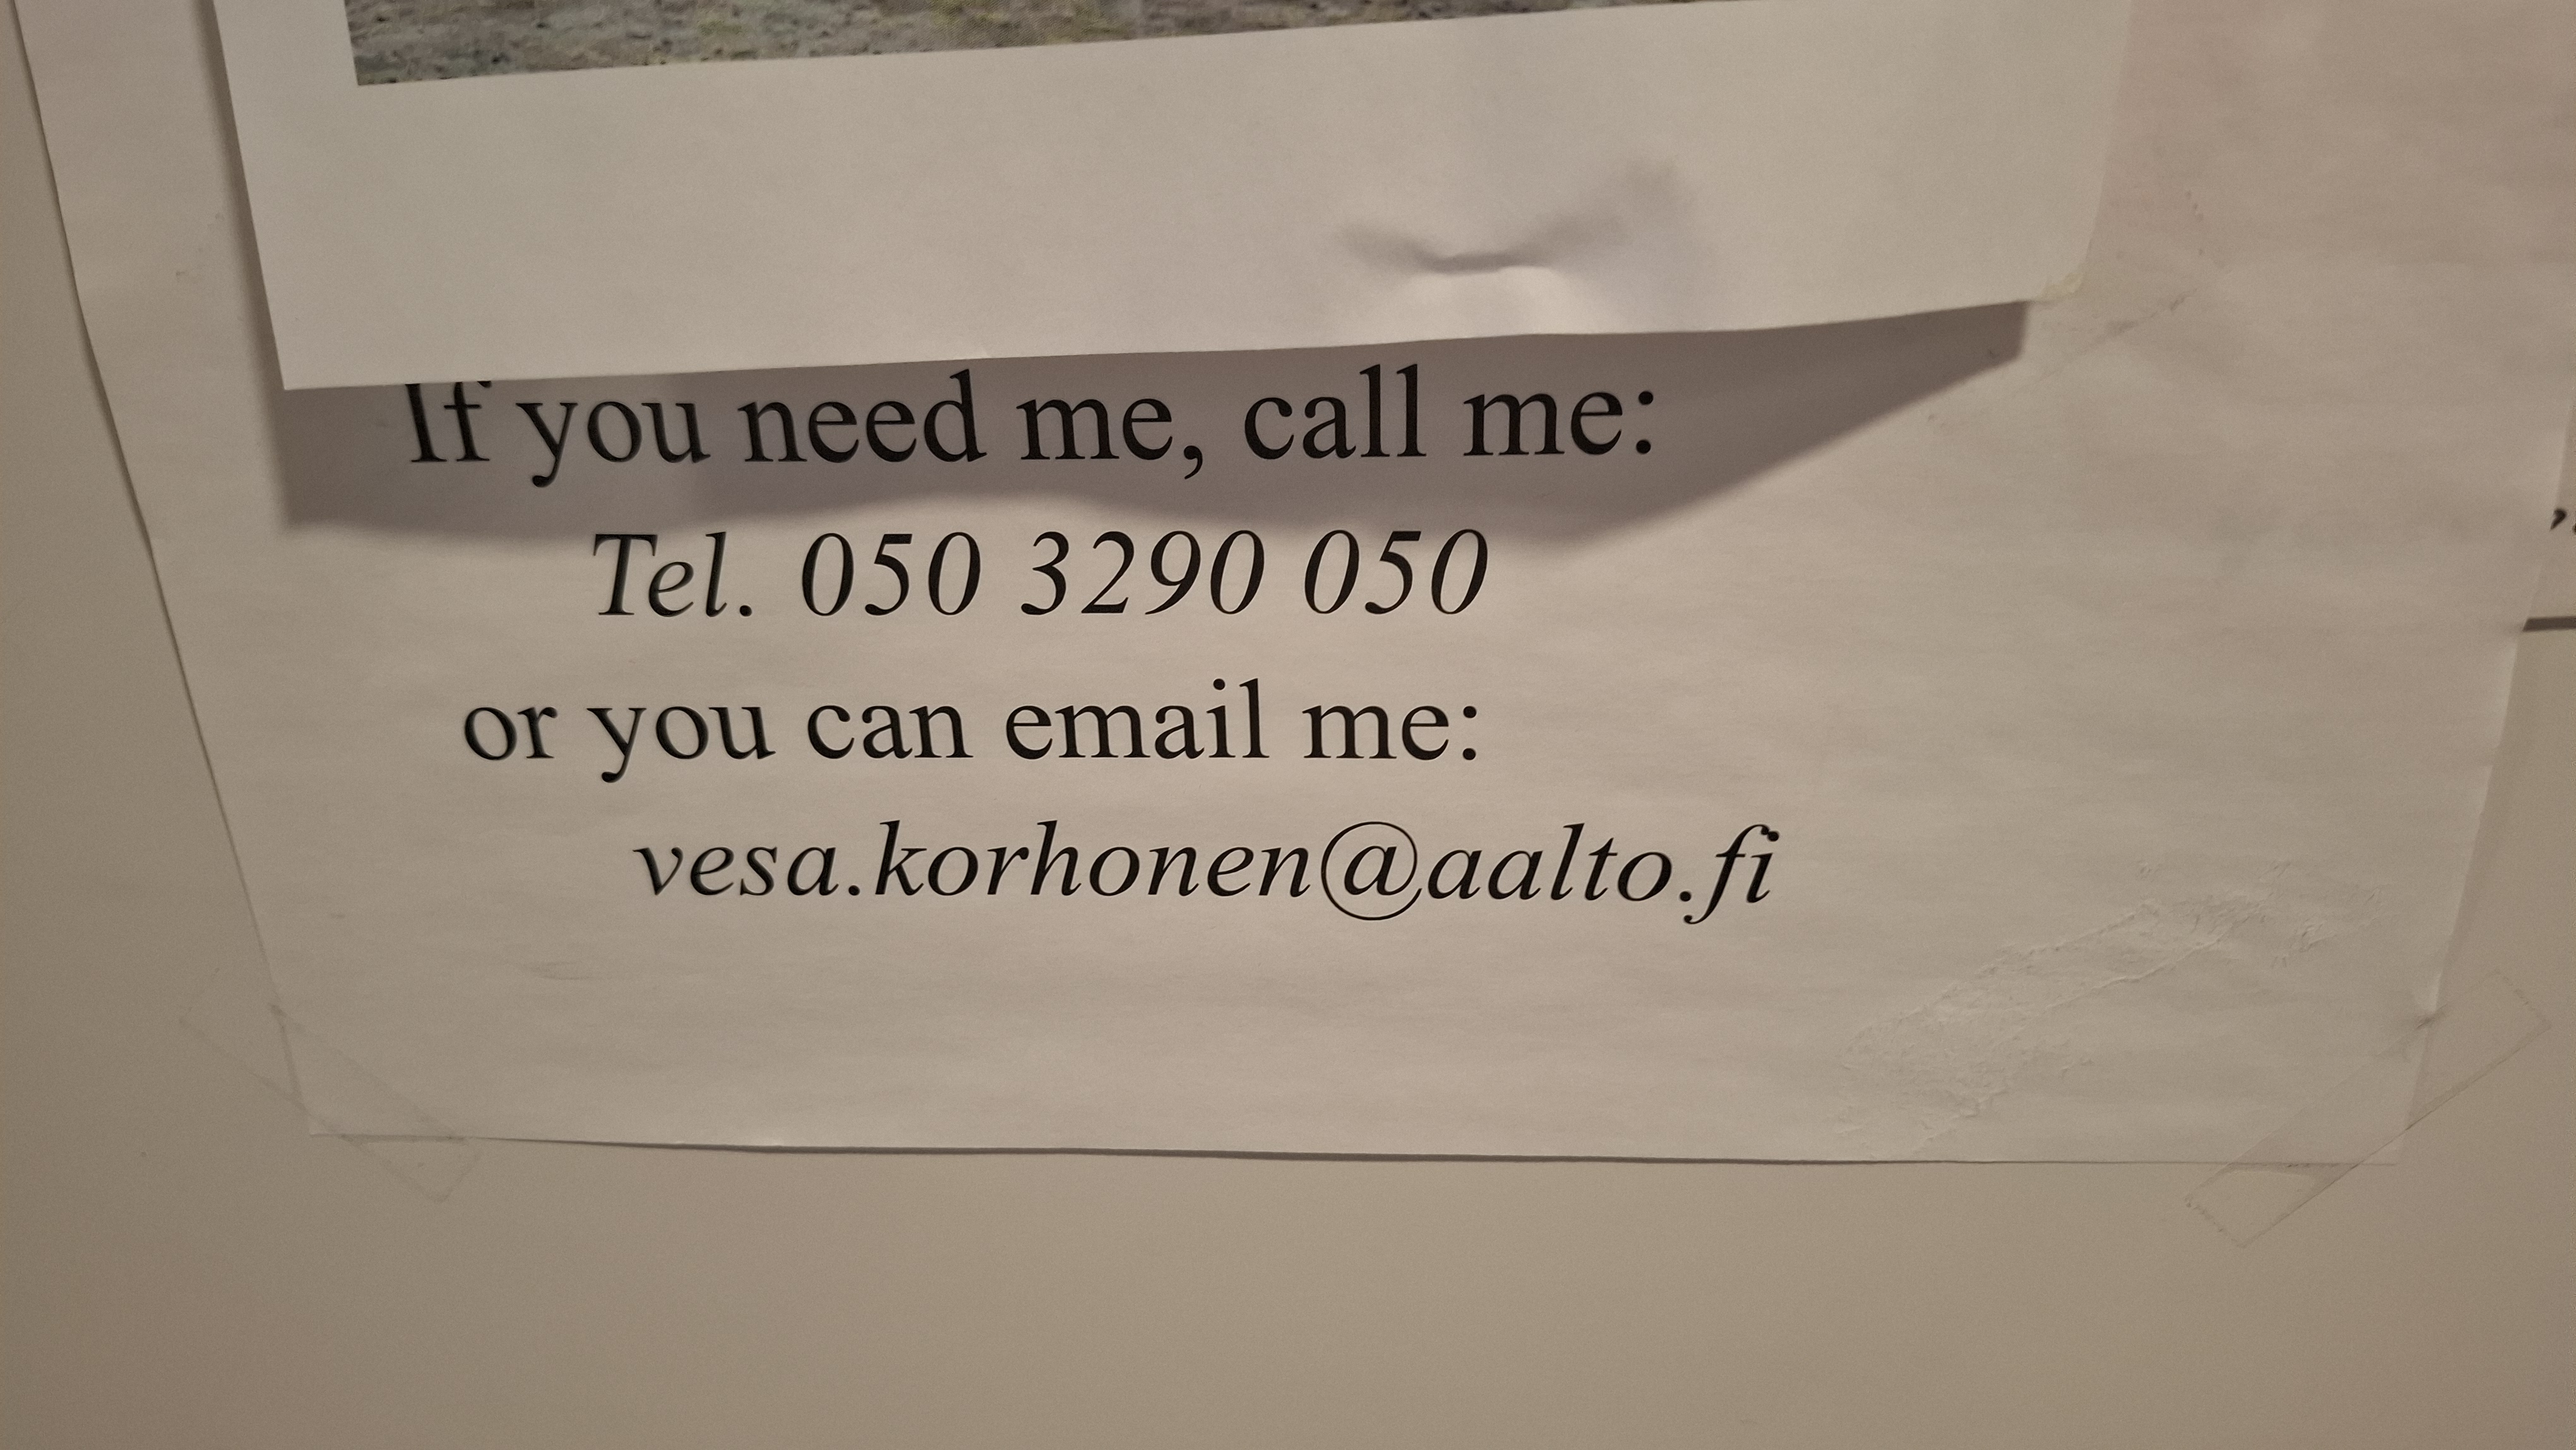 If you need me, call me:
Tel. 050 3290 050
or you can email me:
vesa.korhonen@aalto.fi